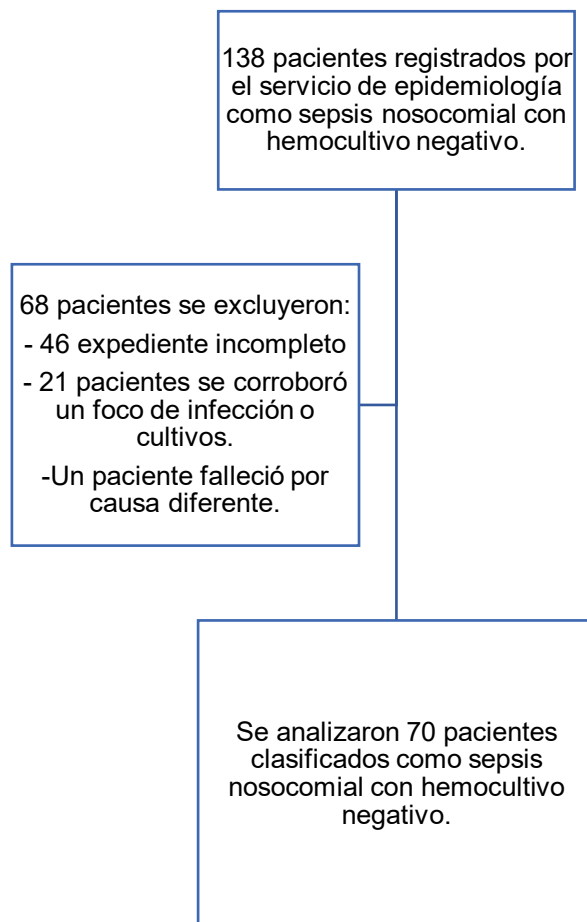 138 pacientes registrados por
el servicio de epidemiología
como sepsis nosocomial con
hemocultivo negativo.
68 pacientes se excluyeron:
- 46 expediente incompleto
- 21 pacientes se corroboró
un foco de infección o
cultivos.
-Un paciente falleció por
causa diferente.
Se analizaron 70 pacientes
clasificados como sepsis
nosocomial con hemocultivo
negativo.